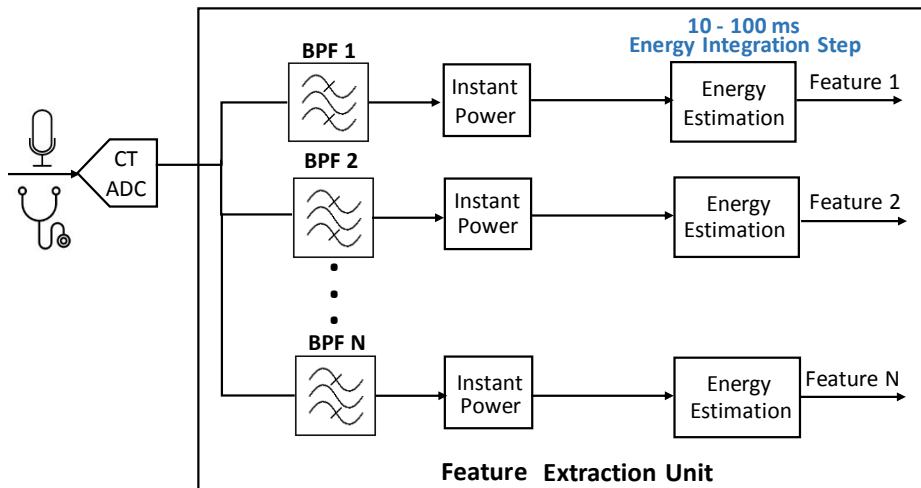 10 - 100 ms
Energy Integration Step
BPF 1
Instant
Power
Energy
Estimation
Feature 1
CT
ADC
BPF 2
Instant
Power
Energy
Estimation
Feature 2
BPF N
Instant
Power
Energy
Estimation
Feature N
Feature Extraction Unit